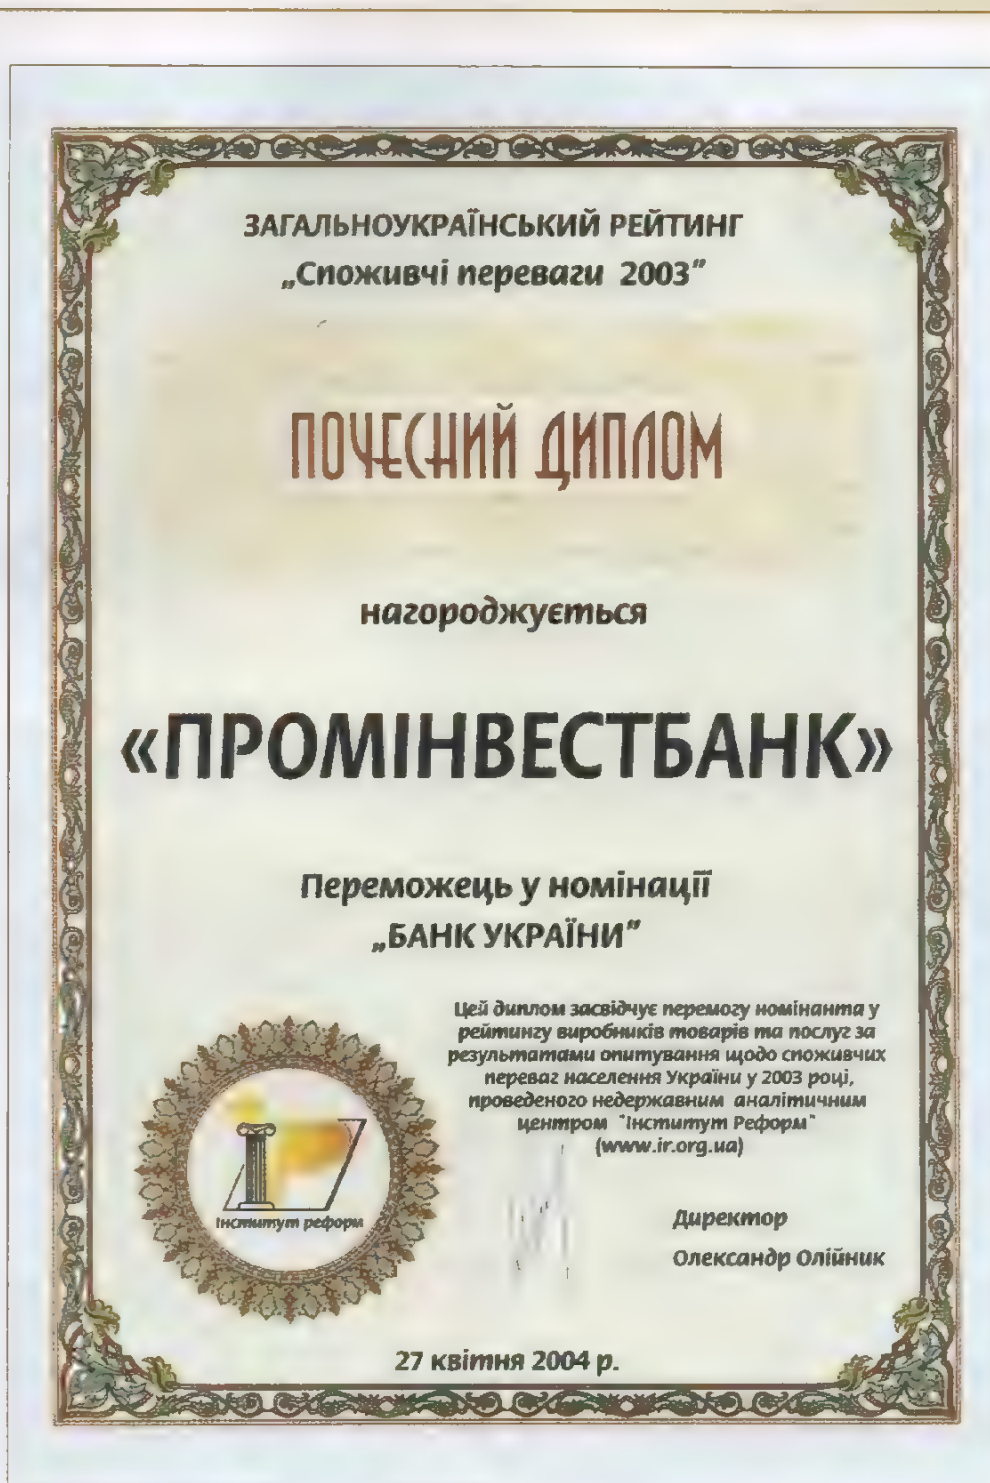 ЗАГАЛЬНОУКРАЇНСЬКИЙ РЕЙТИНГ
„Споживчі переваги 2003”
ПОЧЕСНИЙ ДИПЛОМ
нагороджується
«ПРОМІНВЕСТБАНК»
Переможець у номінації
„БАНК УКРАЇНИ”
Цей диплом засвідчує перемогу номінанта у
рейтингу виробників товарів та послуг за
результатами опитування щодо споживчих
переваг населення України у 2003 році,
проведеного недержавним аналітичним
центром "Інститут Реформ"
(www.ir.org.ua)
іР
Інститут реформ
Директор
Олександр Олійник
27 квітня 2004 р.